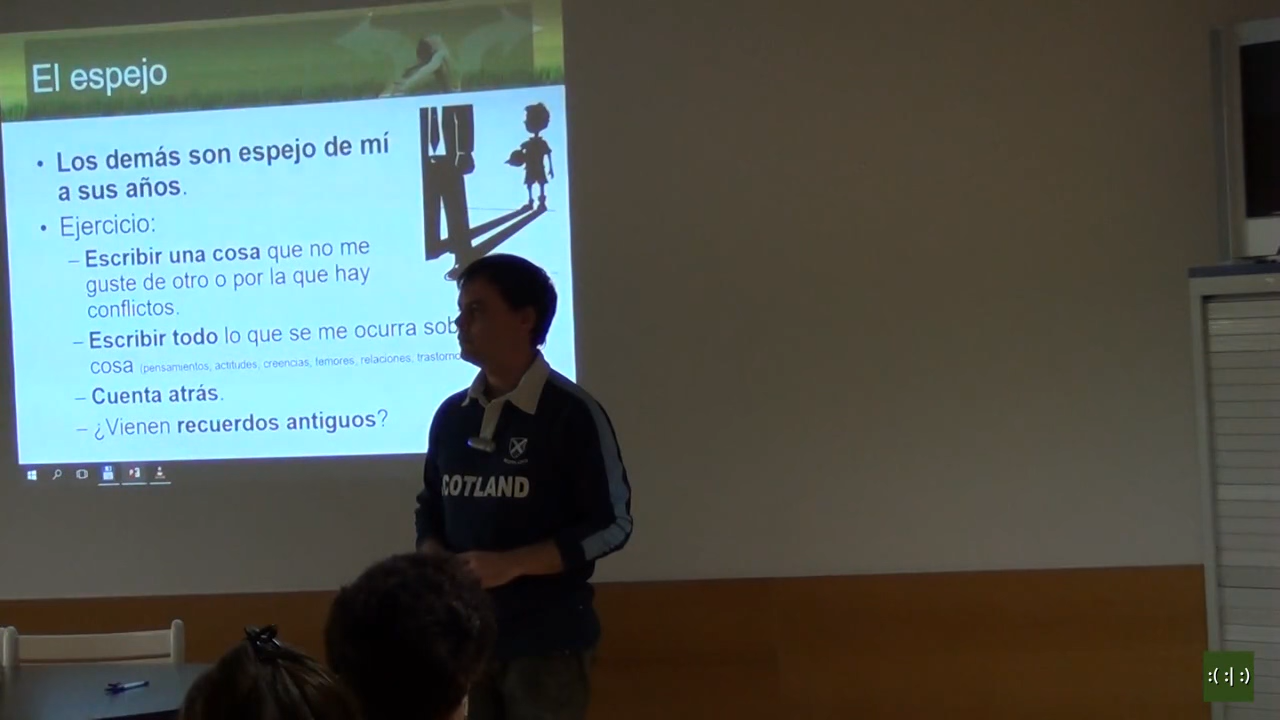 El espejo
• Los demás son espejo de mí
a sus años.
• Ejercicio:
– Escribir una cosa que no me
guste de otro o por la que hay
conflictos.
– Escribir todo lo que se me ocurra
cosa (pensamientos, actitudes, creencias, temores, relaciones,
– Cuenta atrás.
– ¿Vienen recuerdos antiguos?
COTLAND
:( :| :)